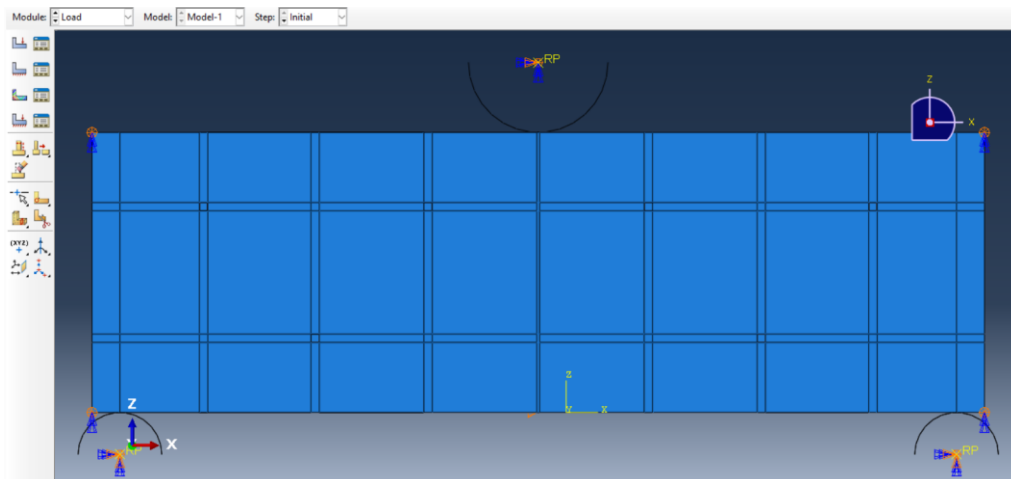 Module: Load Model: Model-1 Step: Initial
RP
Z
X
(XYZ)
z
Y x
Z
X
RP
RP